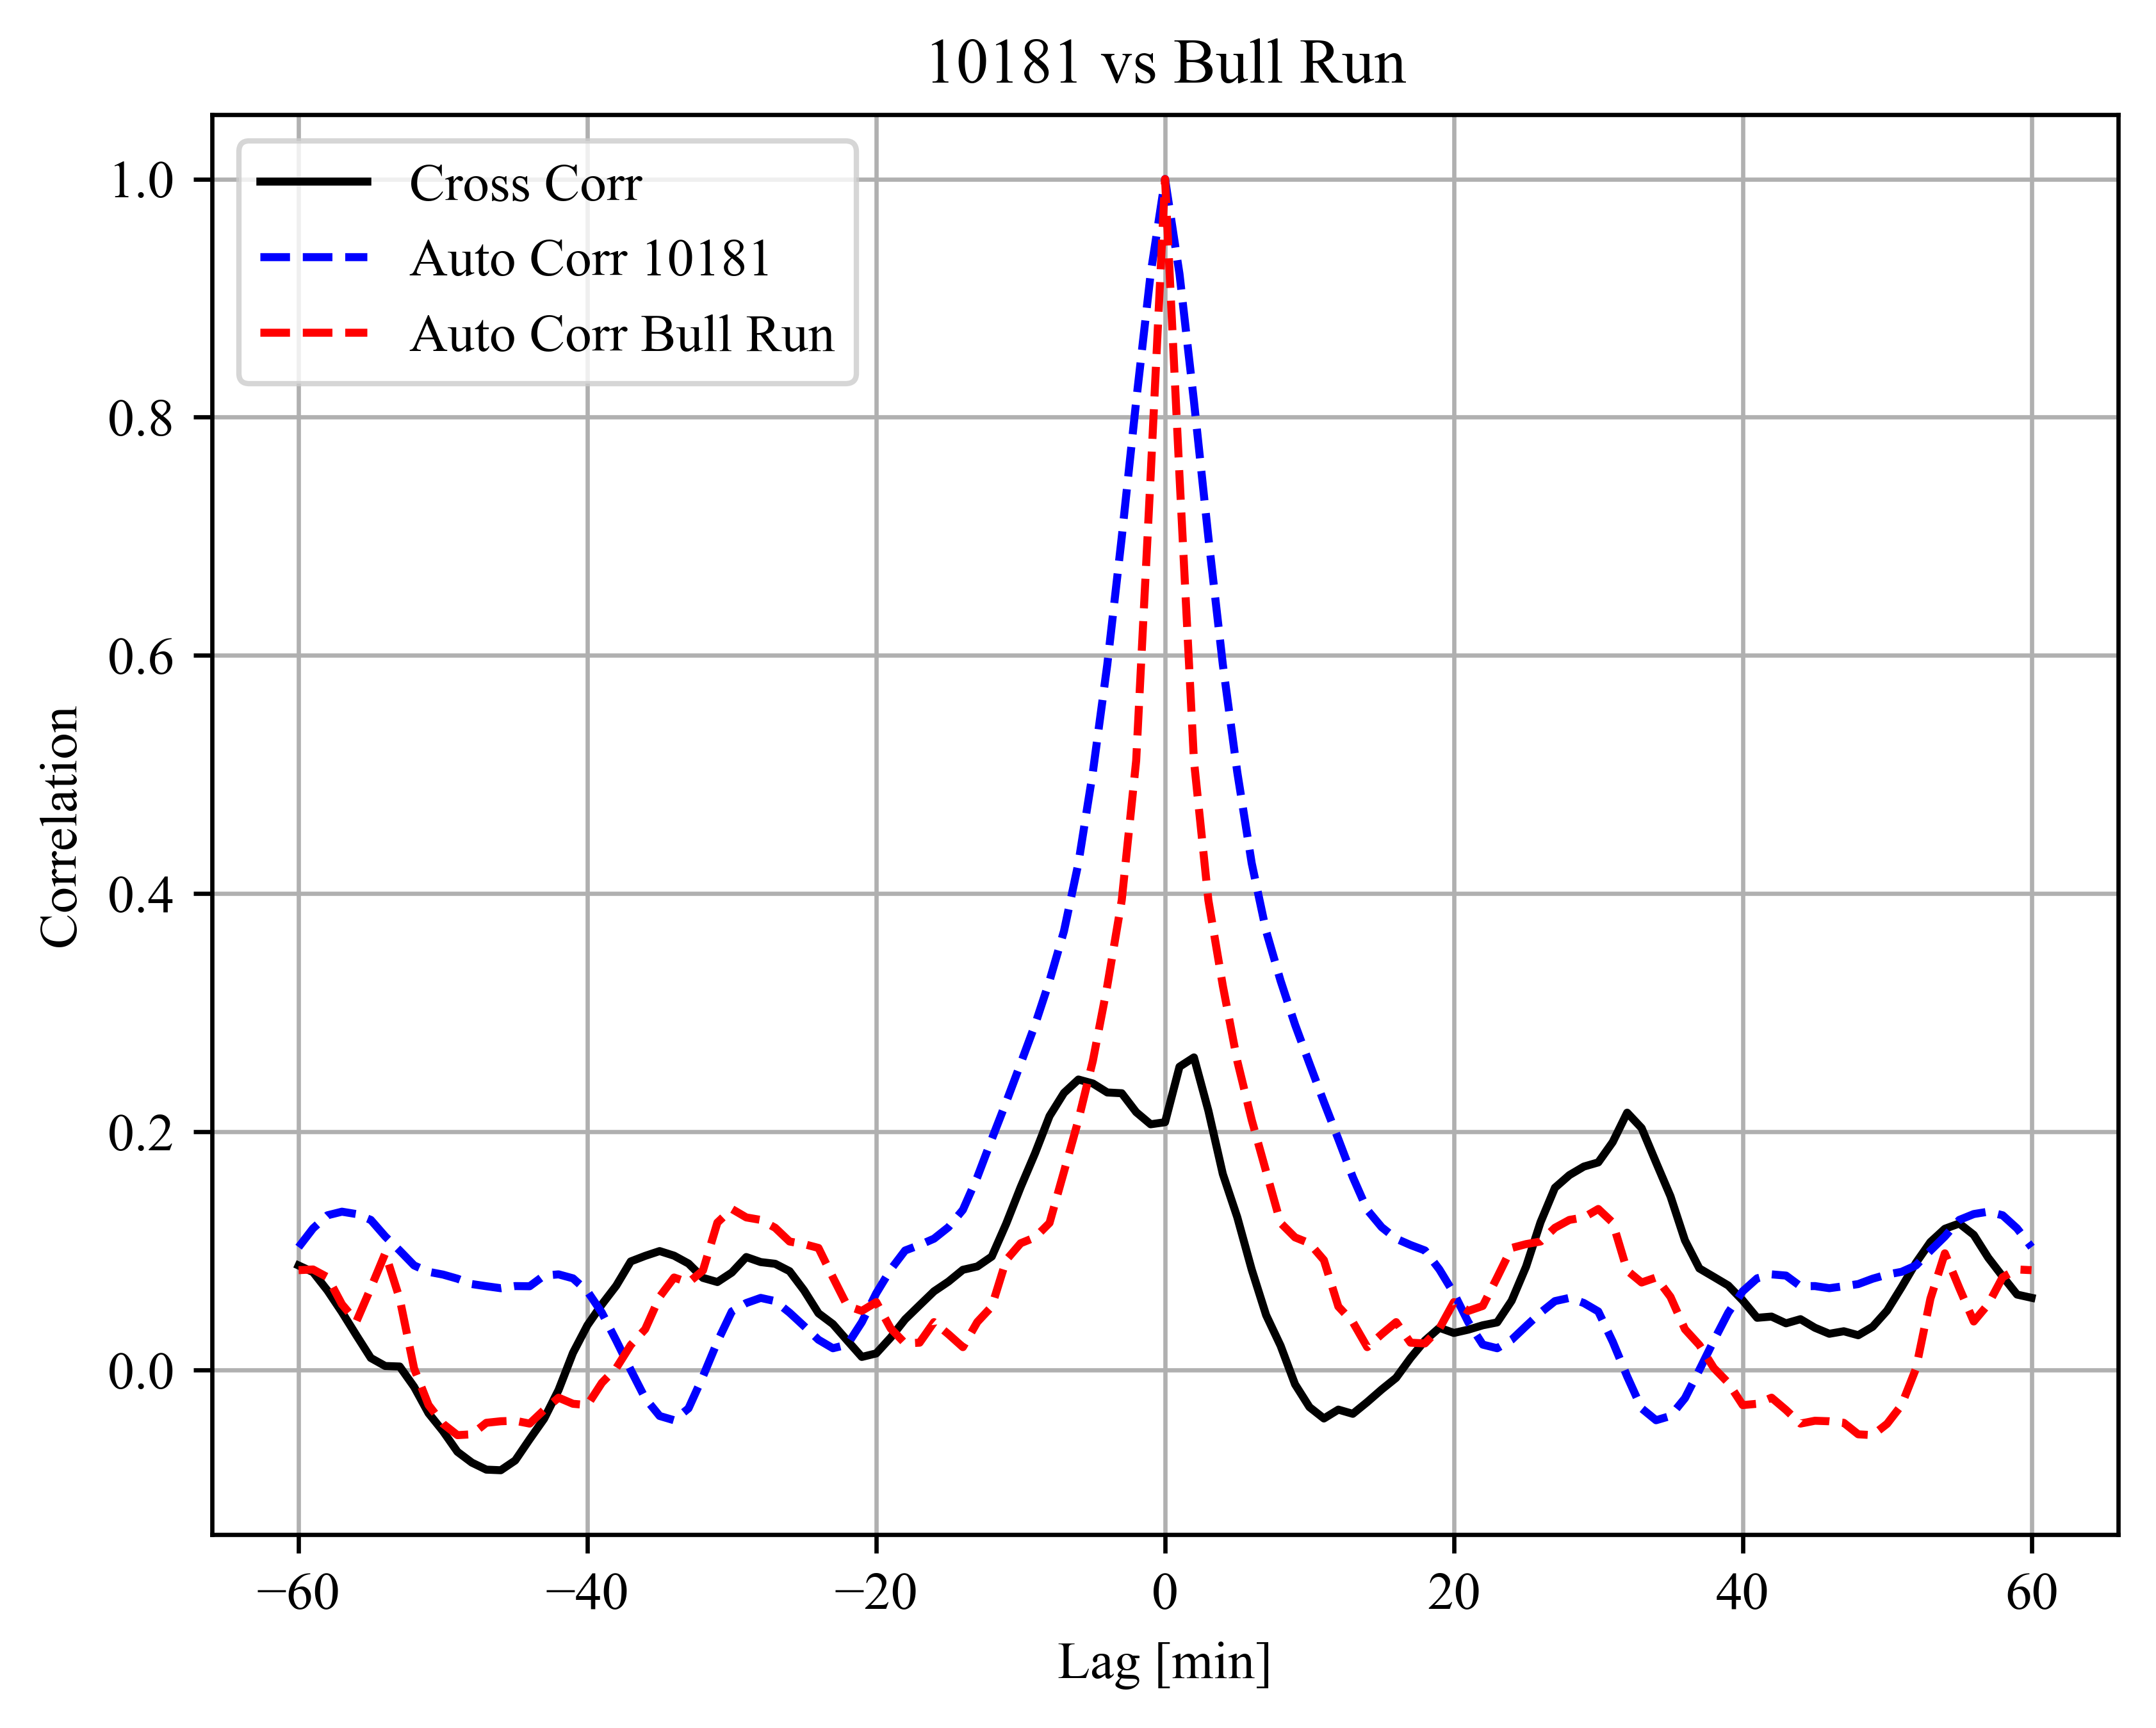 10181 vs Bull Run
Cross Corr
Auto Corr 10181
Auto Corr Bull Run
1.0
0.8
0.6
0.4
0.2
0.0
Correlation
−60 −40 −20 0 20 40 60
Lag [min]